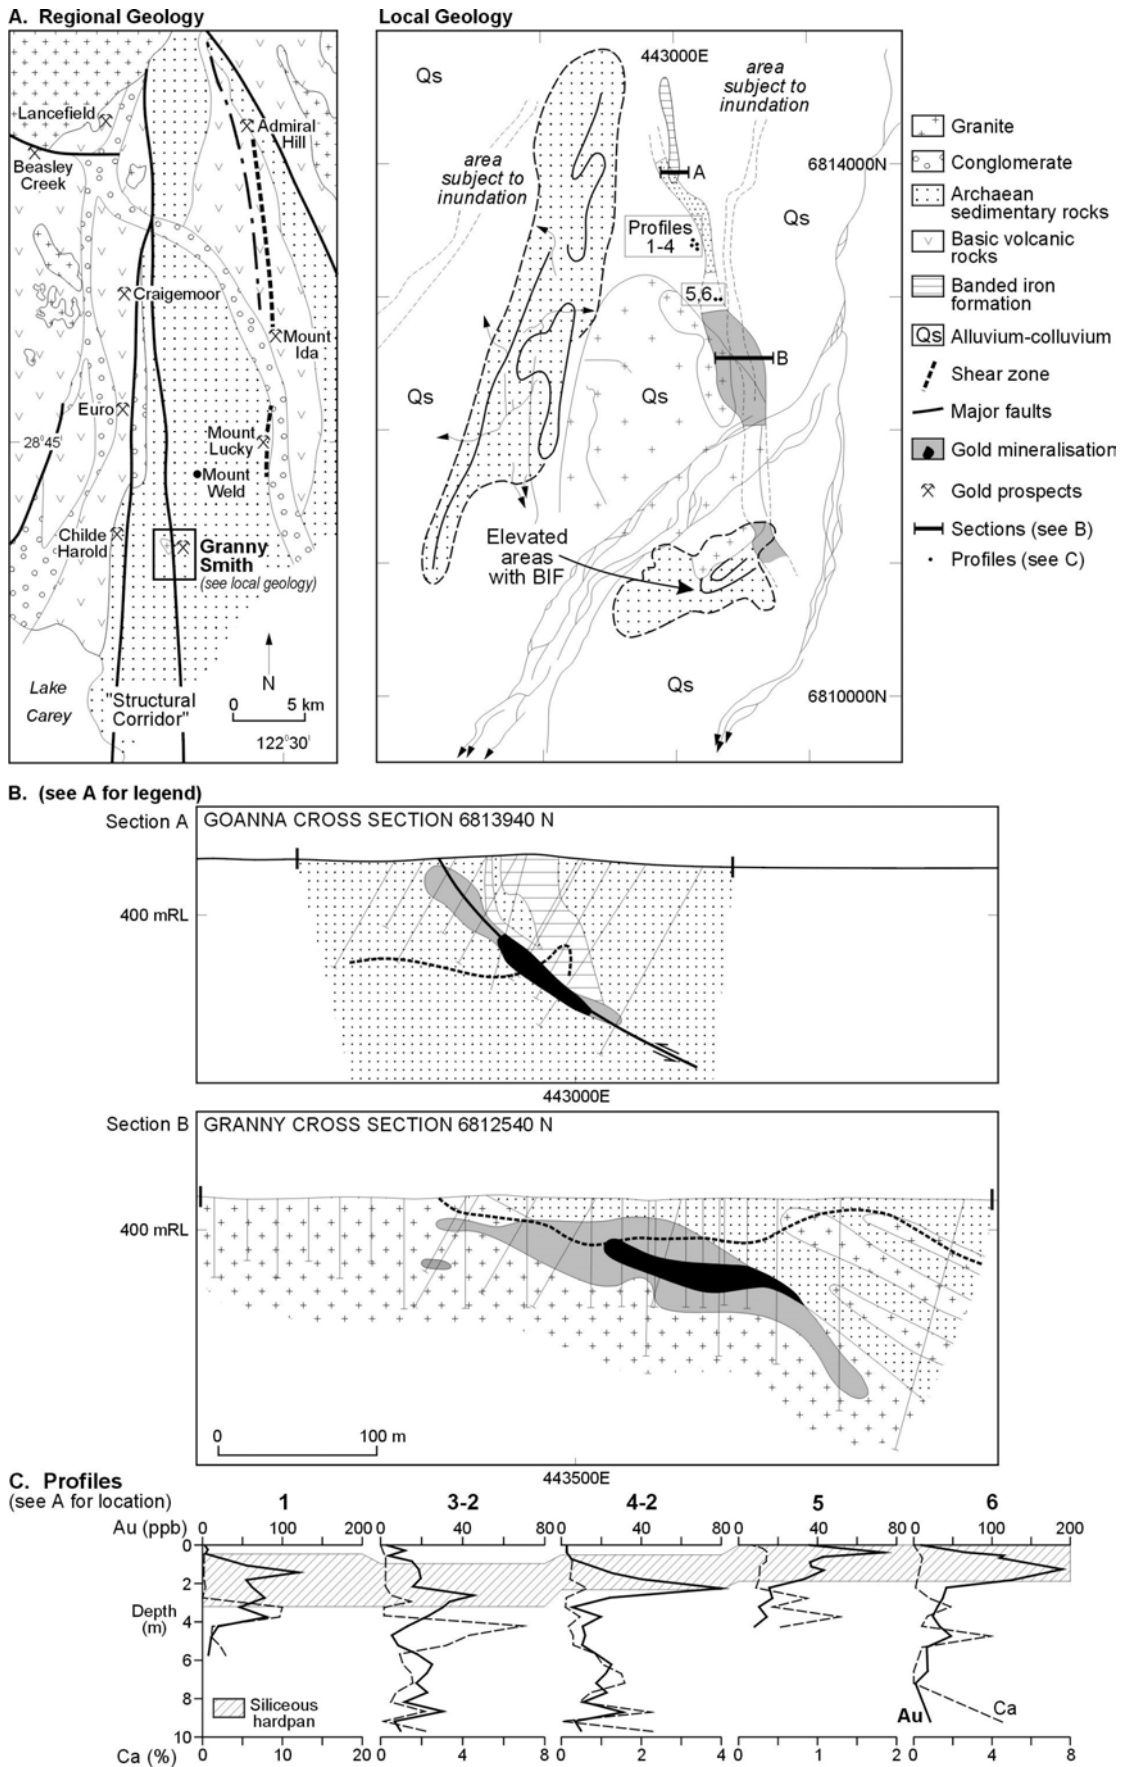 A. Regional Geology
Local Geology
Lancefield
Admiral
Hill
Beasley
Creek
Craigemoor
Mount
Ida
Euro
28°45'
Mount
Lucky
Mount
Weld
Childe
Harold
Granny
Smith
(see local geology)
N
Lake
Carey
"Structural
Corridor"
0 5 km
122°30'
Qs
443000E
area
subject to
inundation
area
subject to
inundation
6814000N
A
Qs
Profiles
1-4
5,6
B
Qs
Qs
Elevated
areas
with BIF
Qs
6810000N
Granite
Conglomerate
Archaean
sedimentary rocks
Basic volcanic
rocks
Banded iron
formation
Qs Alluvium-colluvium
Shear zone
Major faults
Gold mineralisation
Gold prospects
Sections (see B)
Profiles (see C)
B. (see A for legend)
Section A
GOANNA CROSS SECTION 6813940 N
400 mRL
443000E
Section B
GRANNY CROSS SECTION 6812540 N
400 mRL
0 100 m
443500E
C. Profiles
(see A for location)
1 3-2 4-2 5 6
Au (ppb) 0 100 200 0 40 80 0 40 80 0 40 80 0 100 200
0
2
Depth
(m)
4
6
8
10
Siliceous
hardpan
Au
Ca
Ca (%) 0 10 20 0 4 8 0 2 4 0 1 2 0 4 8